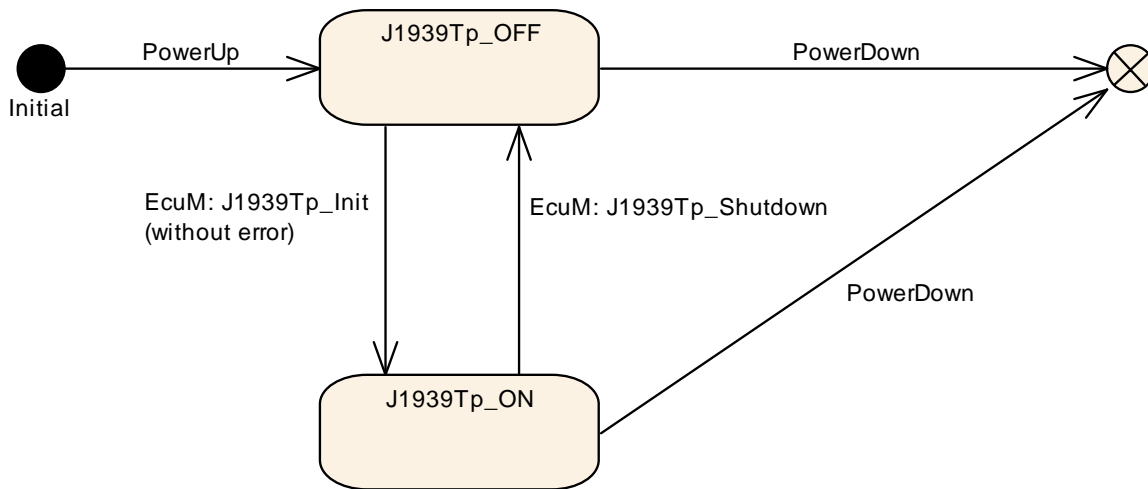 J1939Tp_OFF
PowerUp
PowerDown
Initial
EcuM: J1939Tp_Init
(without error)
EcuM: J1939Tp_Shutdown
PowerDown
J1939Tp_ON